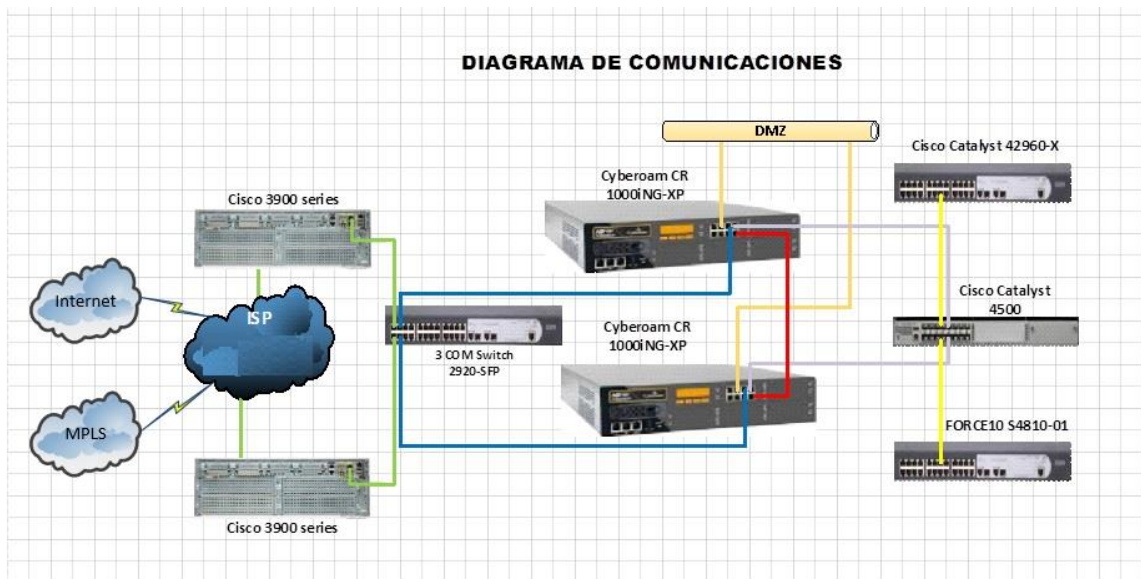 DIAGRAMA DE COMUNICACIONES
DMZ
Cisco Catalyst 42960-X
Cyberoam CR
1000iNG-XP
Cisco 3900 series
Internet
ISP
Cisco Catalyst
4500
3 COM Switch
2920-SFP
Cyberoam CR
1000iNG-XP
MPLS
FORCE10 S4810-01
Cisco 3900 series